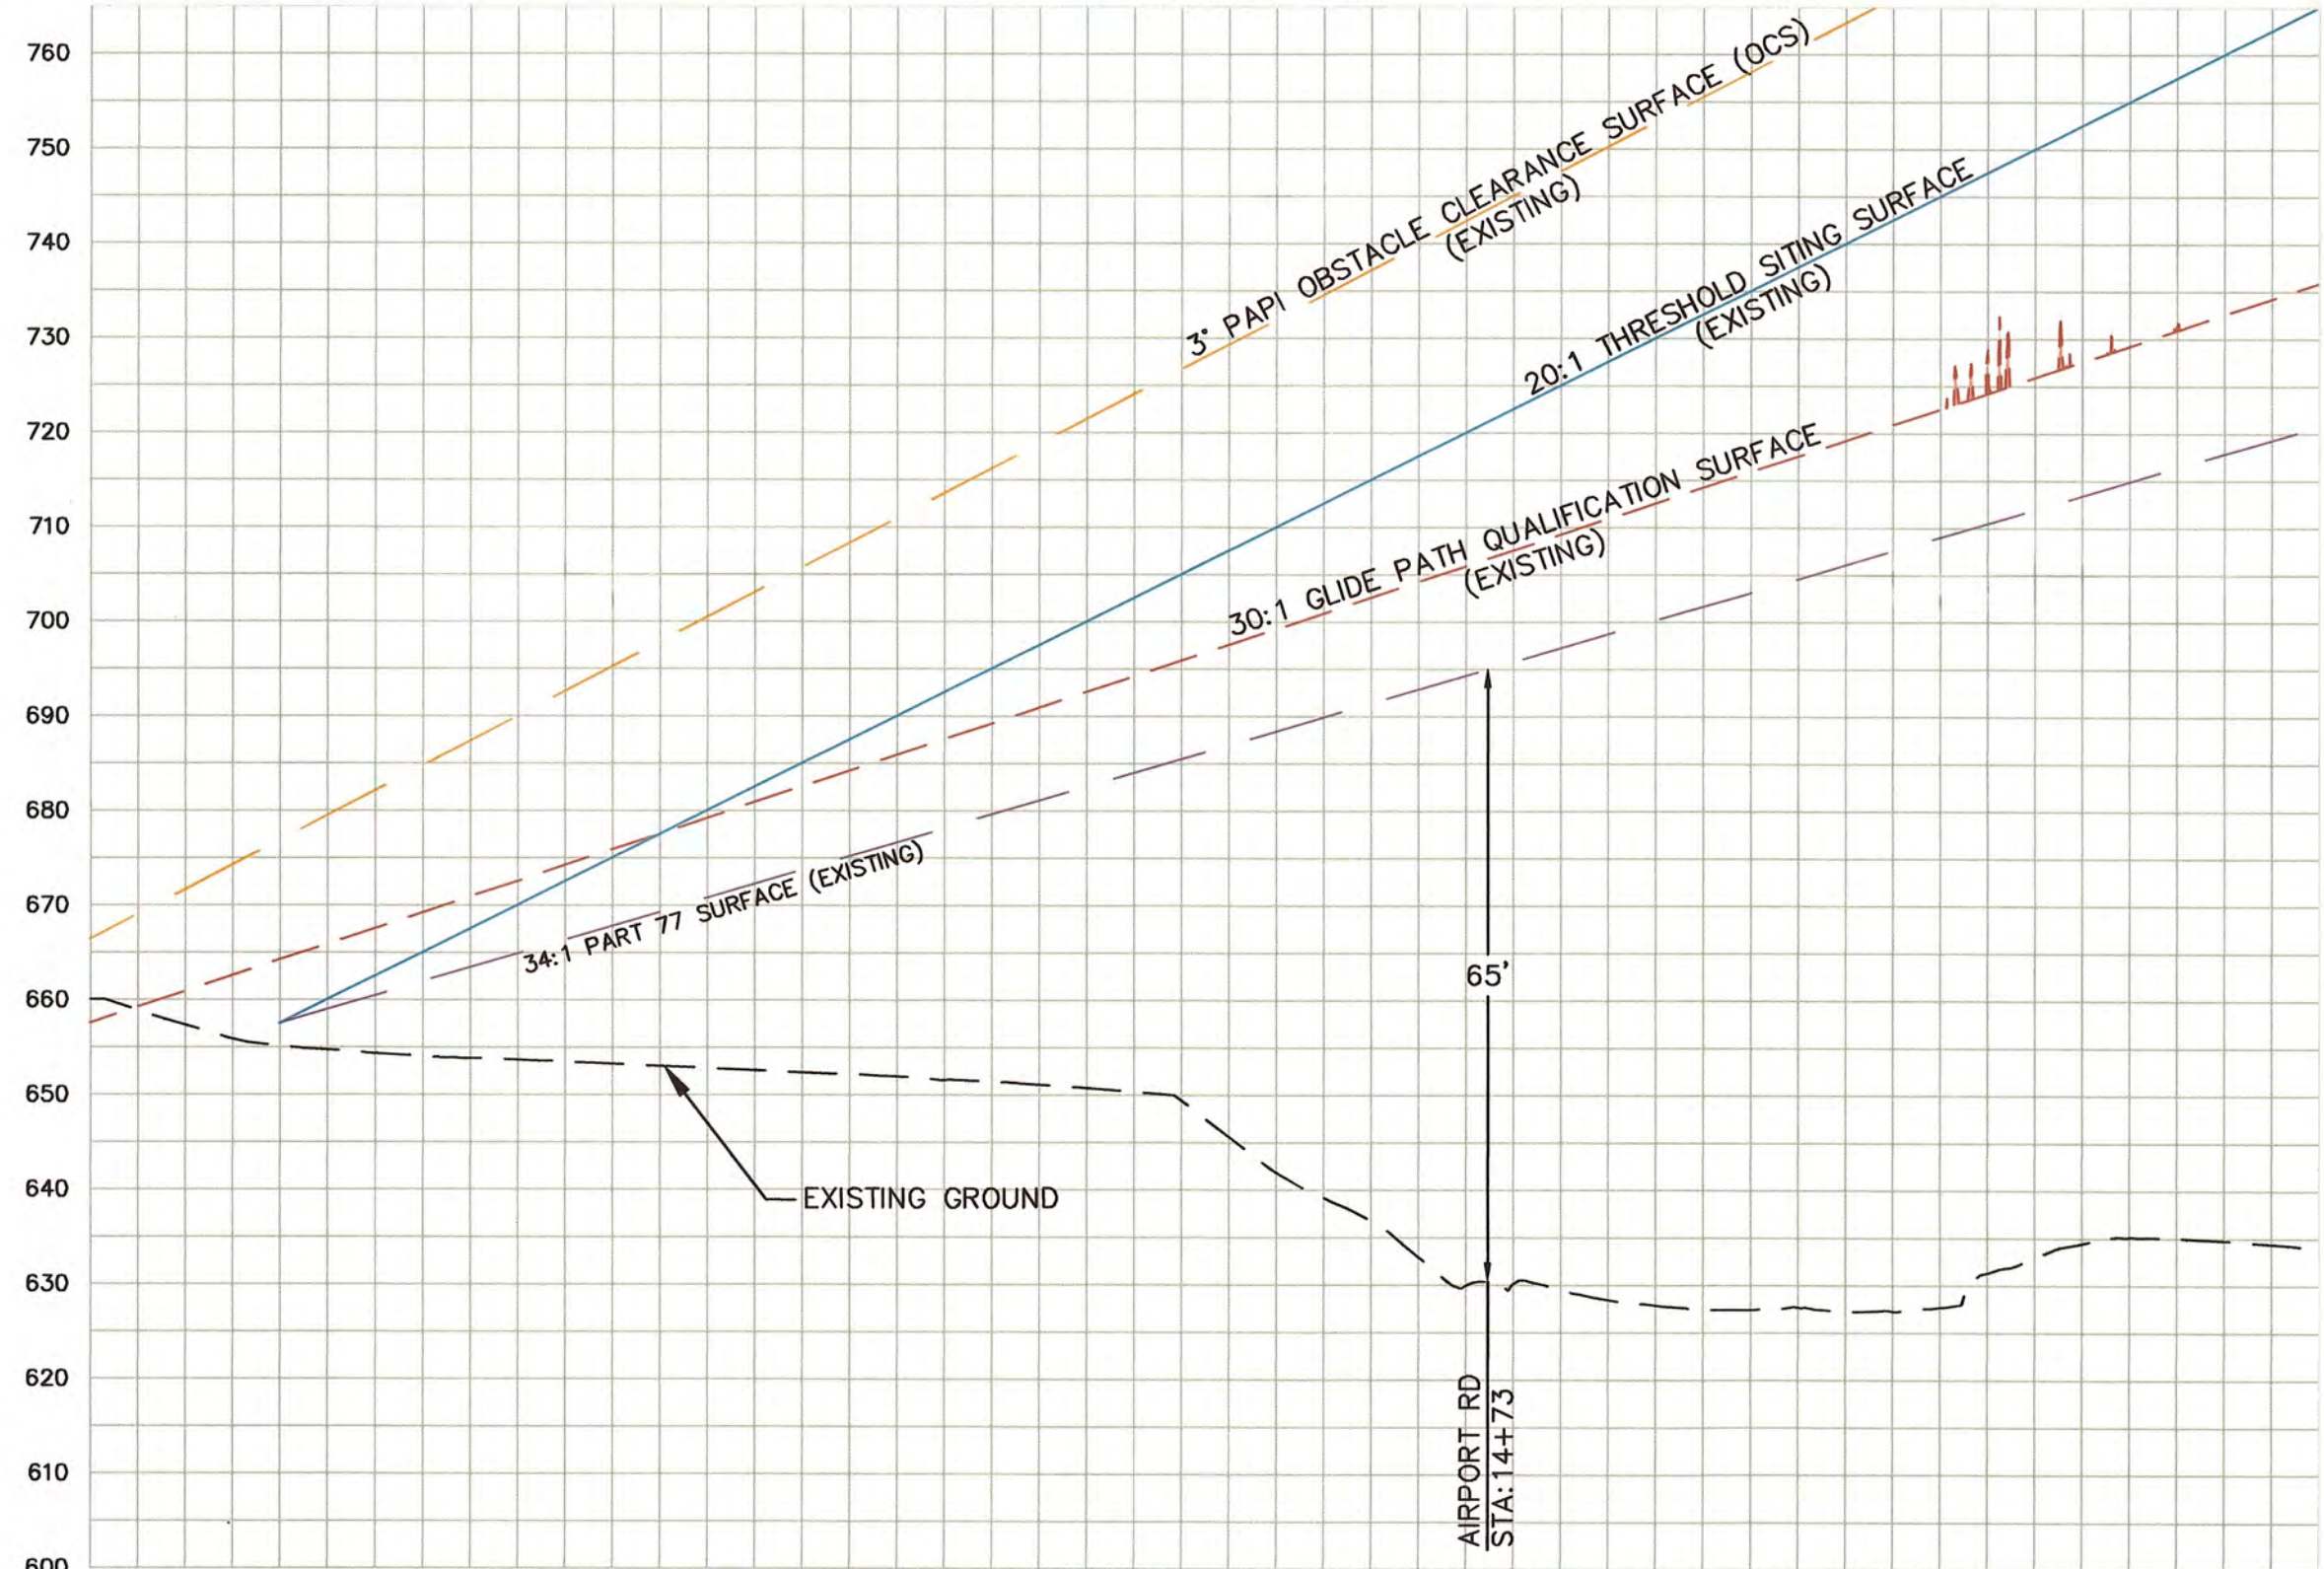 760
750
740
730
720
710
700
690
680
670
660
650
640
630
620
610
600
3° PAPI OBSTACLE CLEARANCE SURFACE (OCS)
(EXISTING)
20:1 THRESHOLD SITING SURFACE
(EXISTING)
30:1 GLIDE PATH QUALIFICATION SURFACE
(EXISTING)
34:1 PART 77 SURFACE (EXISTING)
65'
EXISTING GROUND
AIRPORT RD
STA: 14+73